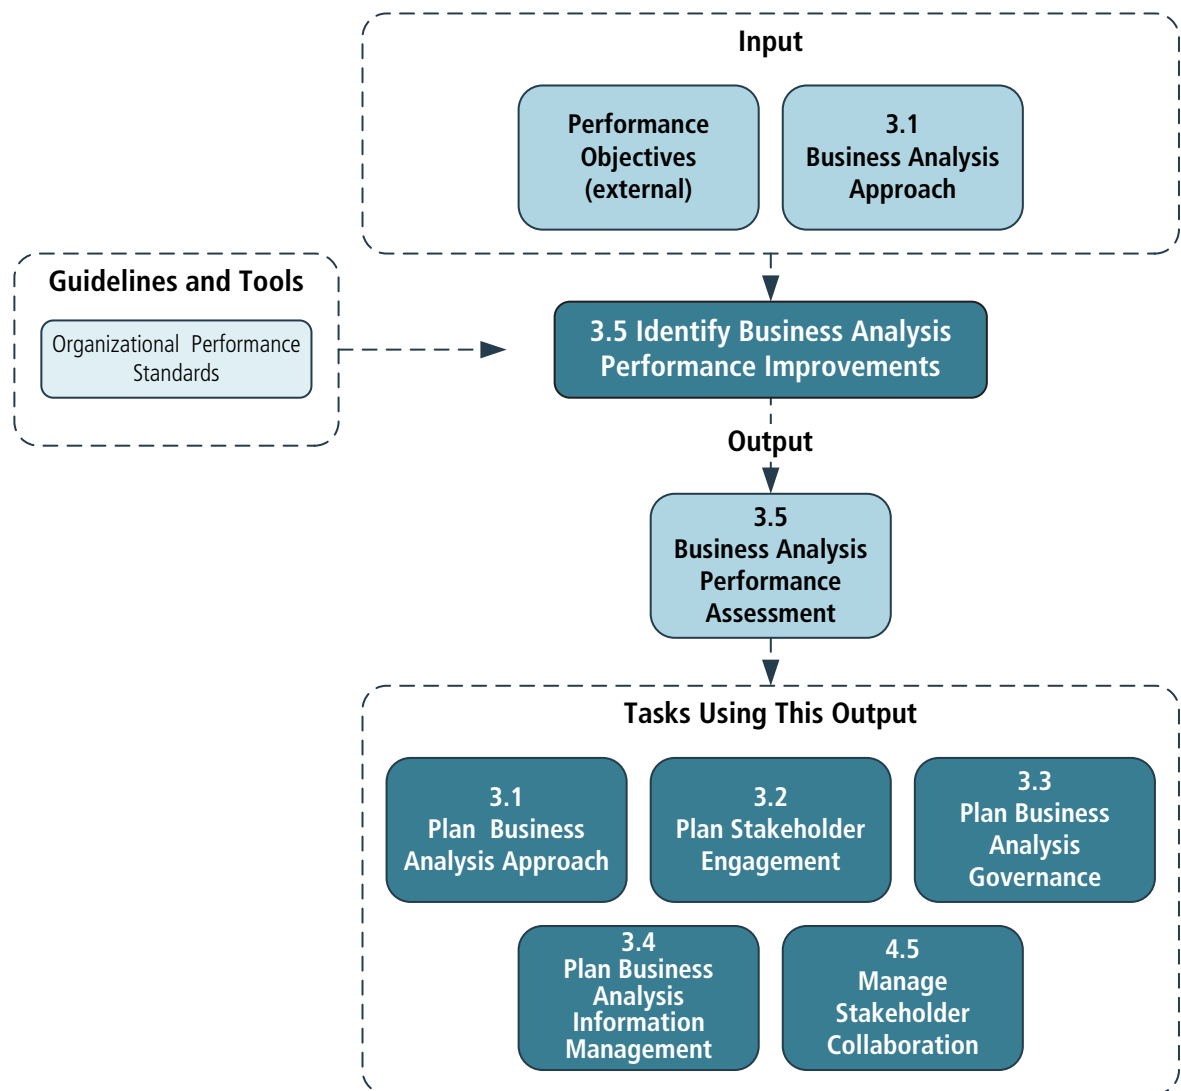 Input
Performance
Objectives
(external)
3.1
Business Analysis
Approach
Guidelines and Tools
Organizational Performance
Standards
3.5 Identify Business Analysis
Performance Improvements
Output
3.5
Business Analysis
Performance
Assessment
Tasks Using This Output
3.1
Plan Business
Analysis Approach
3.2
Plan Stakeholder
Engagement
3.3
Plan Business
Analysis
Governance
3.4
Plan Business
Analysis
Information
Management
4.5
Manage
Stakeholder
Collaboration